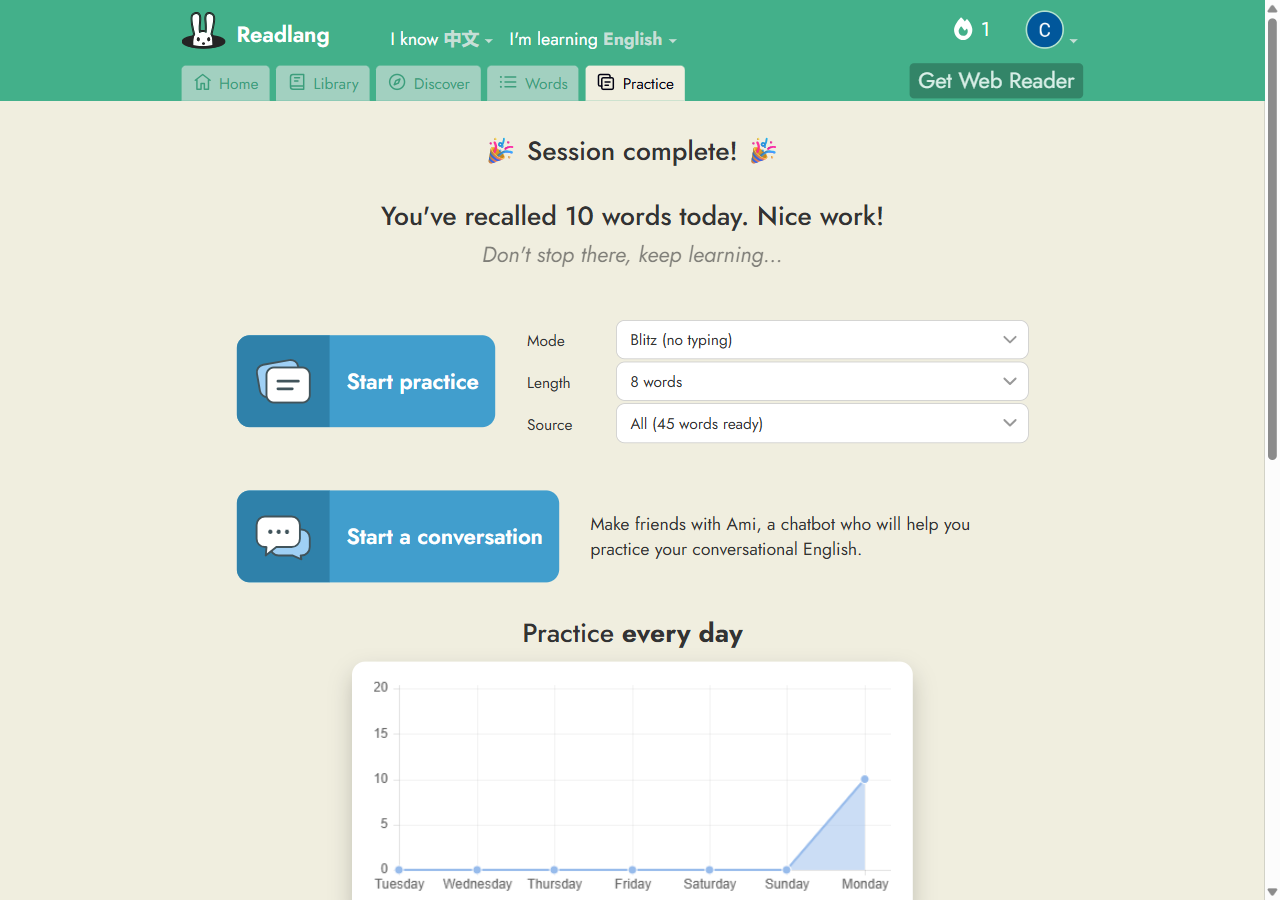 Readlang
I know 中文
I'm learning English
1
C
Home
Library
Discover
Words
Practice
Get Web Reader
🎉 Session complete! 🎉
You've recalled 10 words today. Nice work!
Don't stop there, keep learning...
Start practice
Mode
Blitz (no typing)
Length
8 words
Source
All (45 words ready)
Start a conversation
Make friends with Ami, a chatbot who will help you
practice your conversational English.
Practice every day
20
15
10
5
0
Tuesday Wednesday Thursday Friday Saturday Sunday Monday